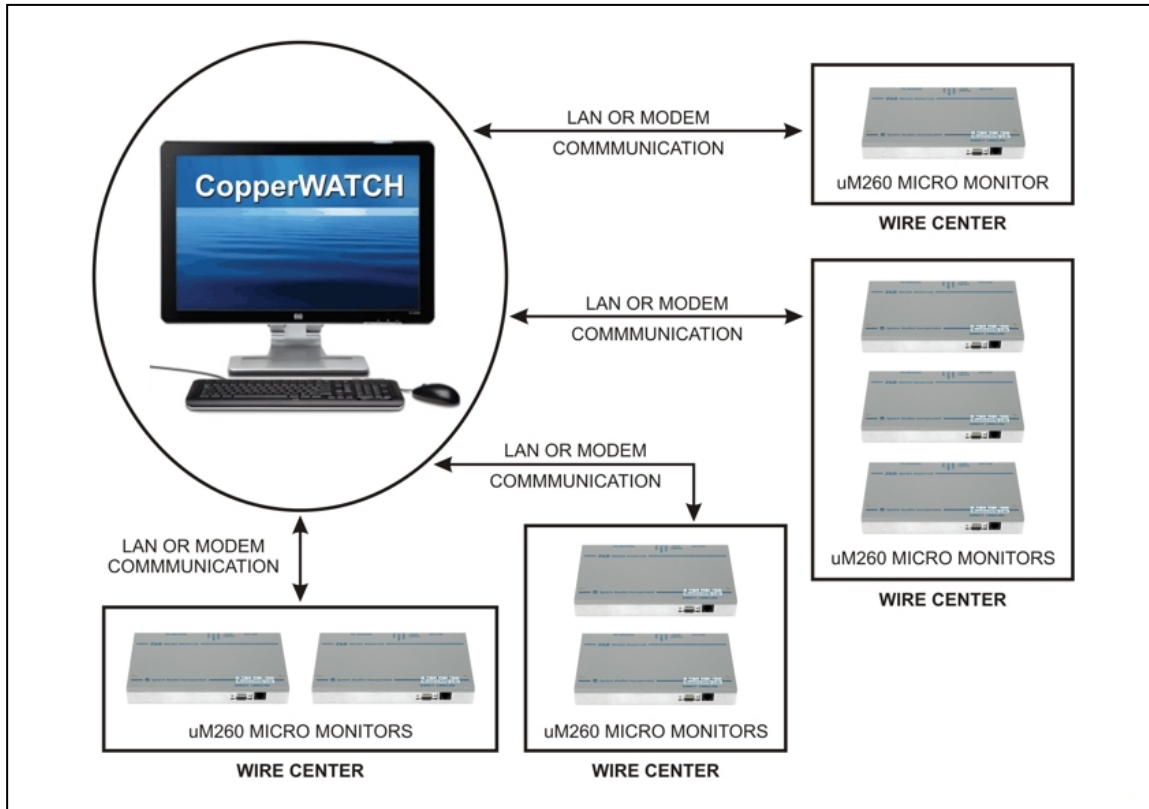 LAN OR MODEM
COMMMUNICATION
uM260 MICRO MONITOR
WIRE CENTER
CopperWATCH
LAN OR MODEM
COMMMUNICATION
uM260 MICRO MONITORS
WIRE CENTER
LAN OR MODEM
COMMMUNICATION
LAN OR MODEM
COMMMUNICATION
uM260 MICRO MONITORS
WIRE CENTER
uM260 MICRO MONITORS
WIRE CENTER